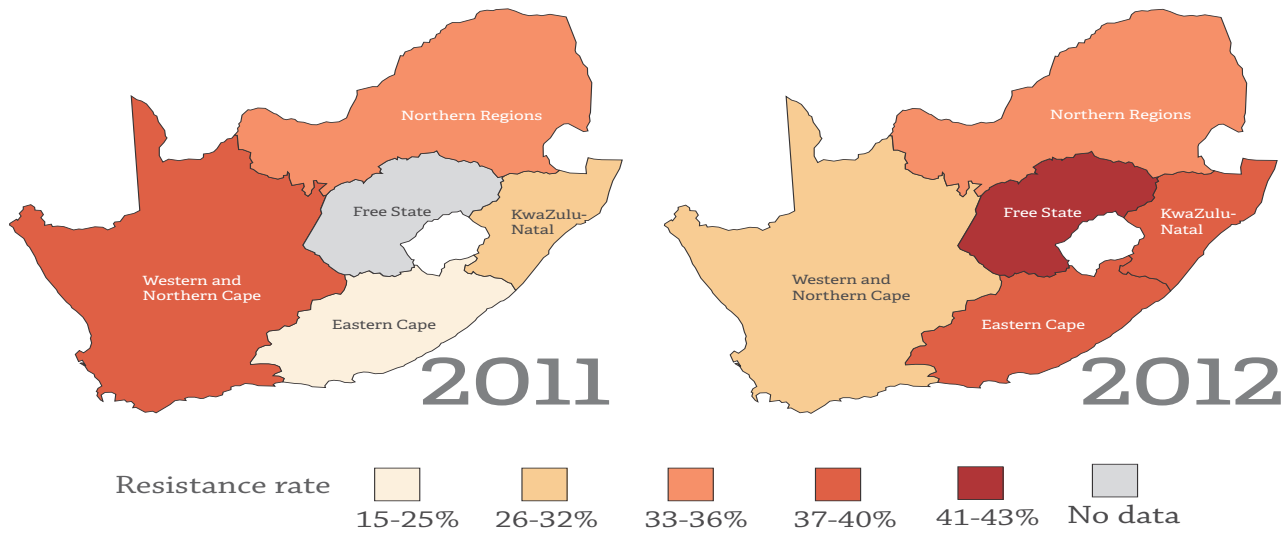 Northern Regions
Free State
KwaZulu-
Natal
Western and
Northern Cape
Eastern Cape
2011
Northern Regions
Free State
KwaZulu-
Natal
Western and
Northern Cape
Eastern Cape
2012
Resistance rate
15-25%
26-32%
33-36%
37-40%
41-43%
No data